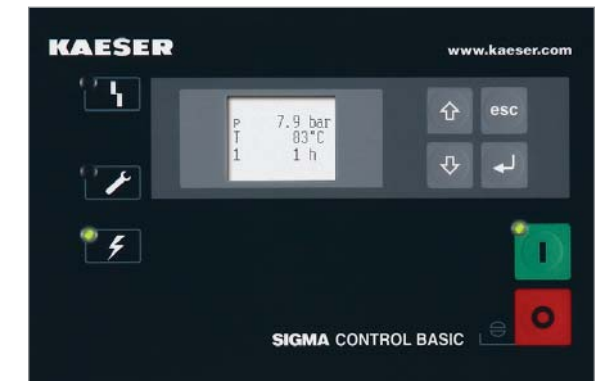 KAESER
www.kaeser.com
P 7.9 bar
T 83°C
1 1 h
esc
SIGMA CONTROL BASIC